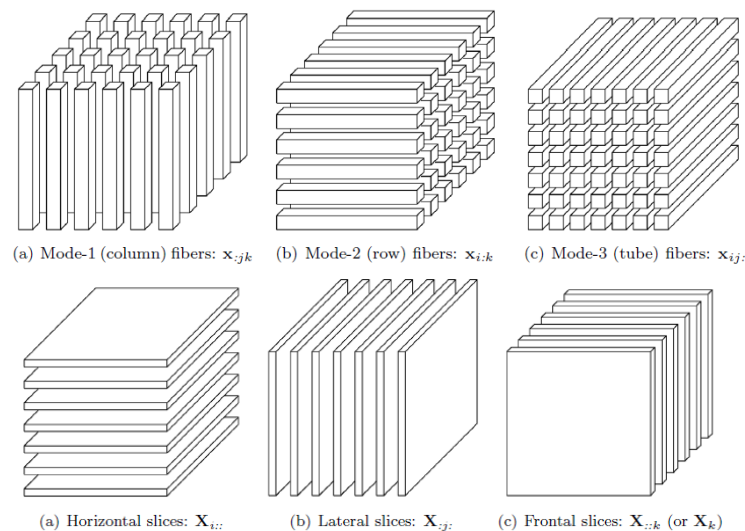 (a) Mode-1 (column) fibers: x:jk
(b) Mode-2 (row) fibers: xi:k
(c) Mode-3 (tube) fibers: xij:
(a) Horizontal slices: Xi::
(b) Lateral slices: X:j:
(c) Frontal slices: X::k (or Xk)